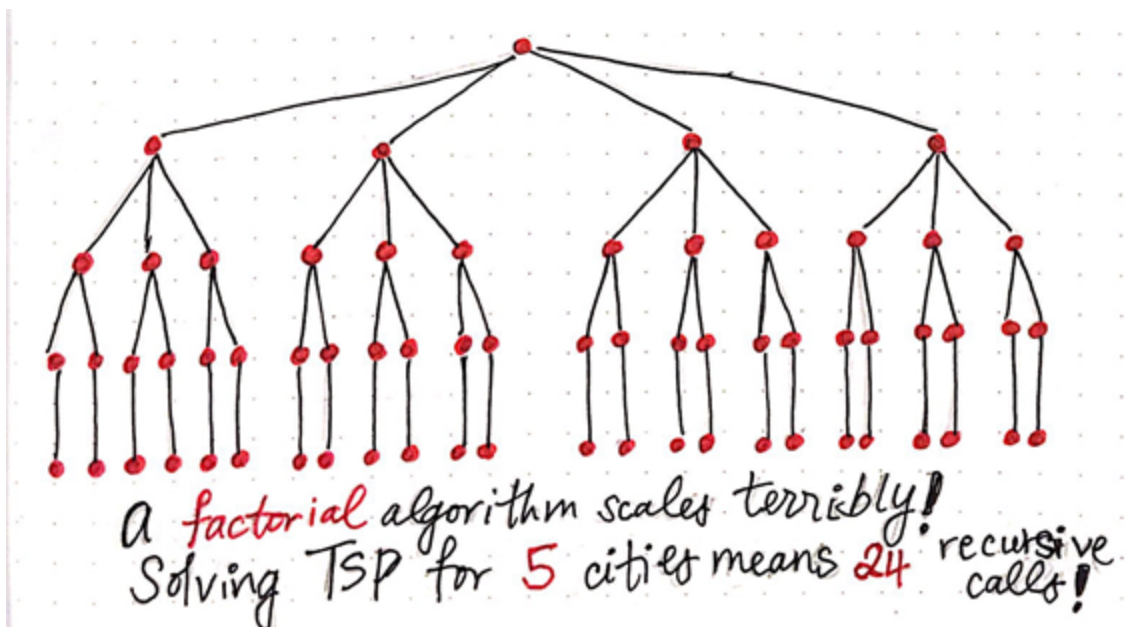 a factorial algorithm scales terribly!
Solving TSP for 5 cities means 24 recursive calls!